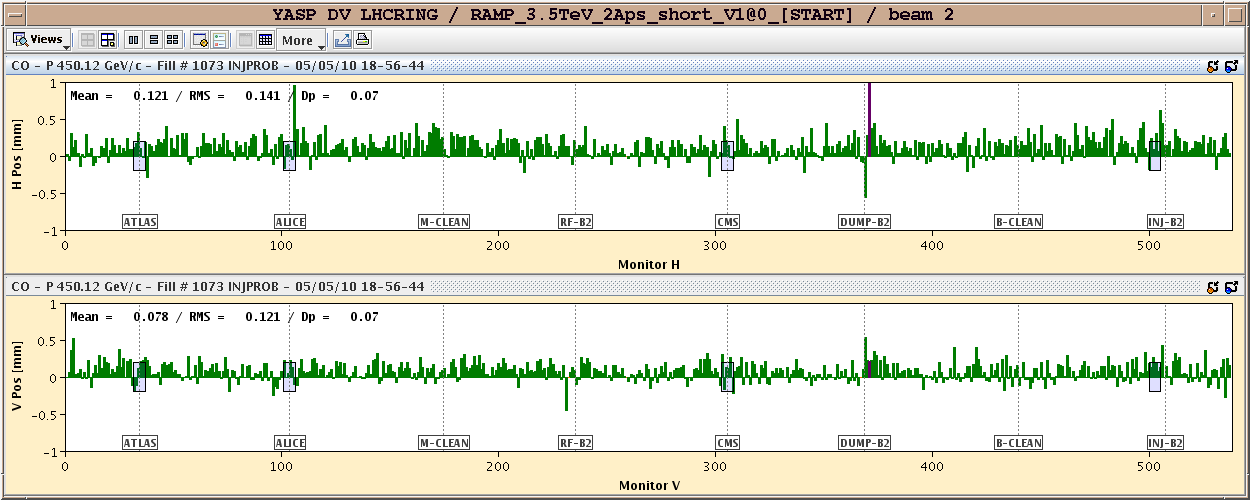 YASP DV LHCRING / RAMP_3.5TeV_2Aps_short_V1@0_[START] / beam 2
Views More
CO - P 450.12 GeV/c - Fill # 1073 INJPROB - 05/05/10 18-56-44
Mean = 0.121 / RMS = 0.141 / Dp = 0.07
H Pos [mm]
1
0.5
0
-0.5
-1
ATLAS ALICE M-CLEAN RF-B2 CMS DUMP-B2 B-CLEAN INJ-B2
0 100 200 300 400 500
Monitor H
CO - P 450.12 GeV/c - Fill # 1073 INJPROB - 05/05/10 18-56-44
Mean = 0.078 / RMS = 0.121 / Dp = 0.07
V Pos [mm]
1
0.5
0
-0.5
-1
ATLAS ALICE M-CLEAN RF-B2 CMS DUMP-B2 B-CLEAN INJ-B2
0 100 200 300 400 500
Monitor V